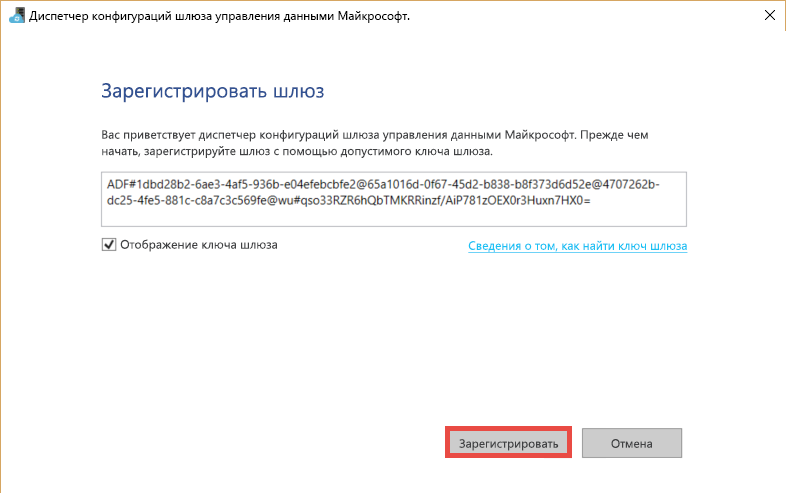 Диспетчер конфигураций шлюза управления данными Майкрософт.
Зарегистрировать шлюз
Вас приветствует диспетчер конфигураций шлюза управления данными Майкрософт. Прежде чем
начать, зарегистрируйте шлюз с помощью допустимого ключа шлюза.
ADF#1dbd28b2-6ae3-4af5-936b-e04efebcbfe2@65a1016d-0f67-45d2-b838-b8f373d6d52e@4707262b-
dc25-4fe5-881c-c8a7c3c569fe@wu#qso33RZR6hQbTMKRRinzf/AiP781zOEX0r3Huxn7HX0=
Отображение ключа шлюза
Сведения о том, как найти ключ шлюза
Зарегистрировать
Отмена